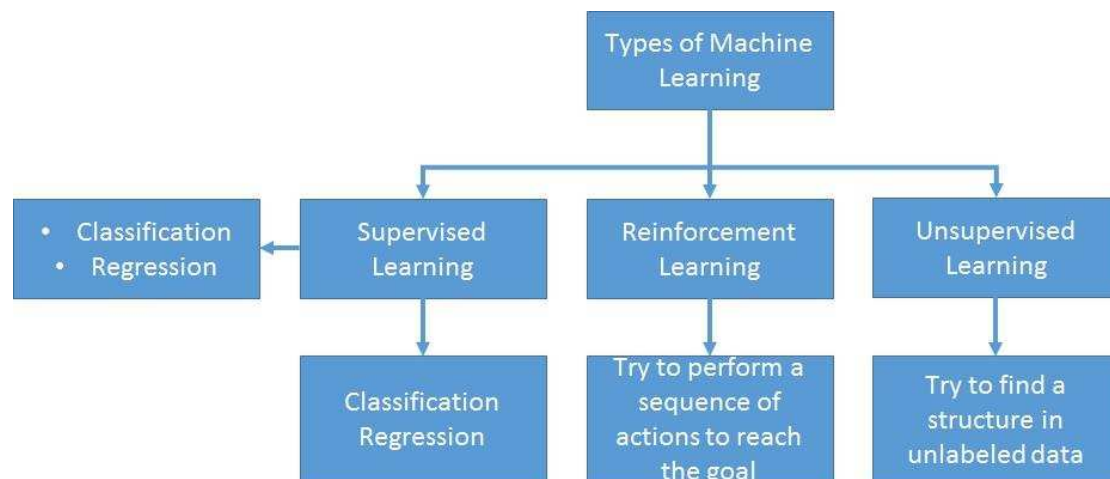 Types of Machine
Learning
• Classification
• Regression
Supervised
Learning
Reinforcement
Learning
Unsupervised
Learning
Classification
Regression
Try to perform a
sequence of
actions to reach
the goal
Try to find a
structure in
unlabeled data